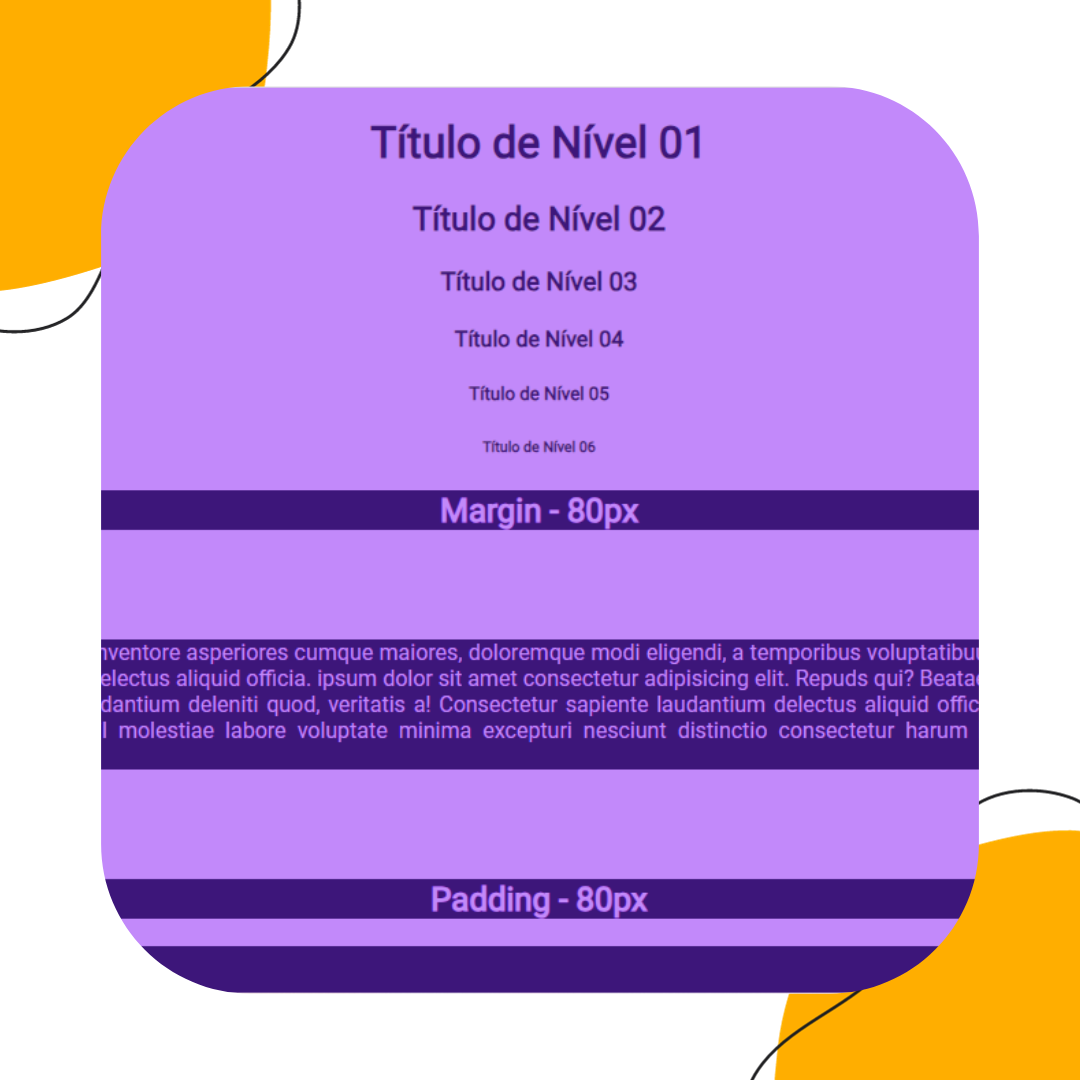 Título de Nível 01
Título de Nível 02
Título de Nível 03
Título de Nível 04
Título de Nível 05
Título de Nível 06
Margin - 80px
nventore asperiores cumque maiores, doloremque modi eligendi, a temporibus voluptatibu
electus aliquid officia. ipsum dolor sit amet consectetur adipisicing elit. Repuds qui? Beatae
dantium deleniti quod, veritatis a! Consectetur sapiente laudantium delectus aliquid offic
l molestiae labore voluptate minima excepturi nesciunt distinctio consectetur harum
Padding - 80px